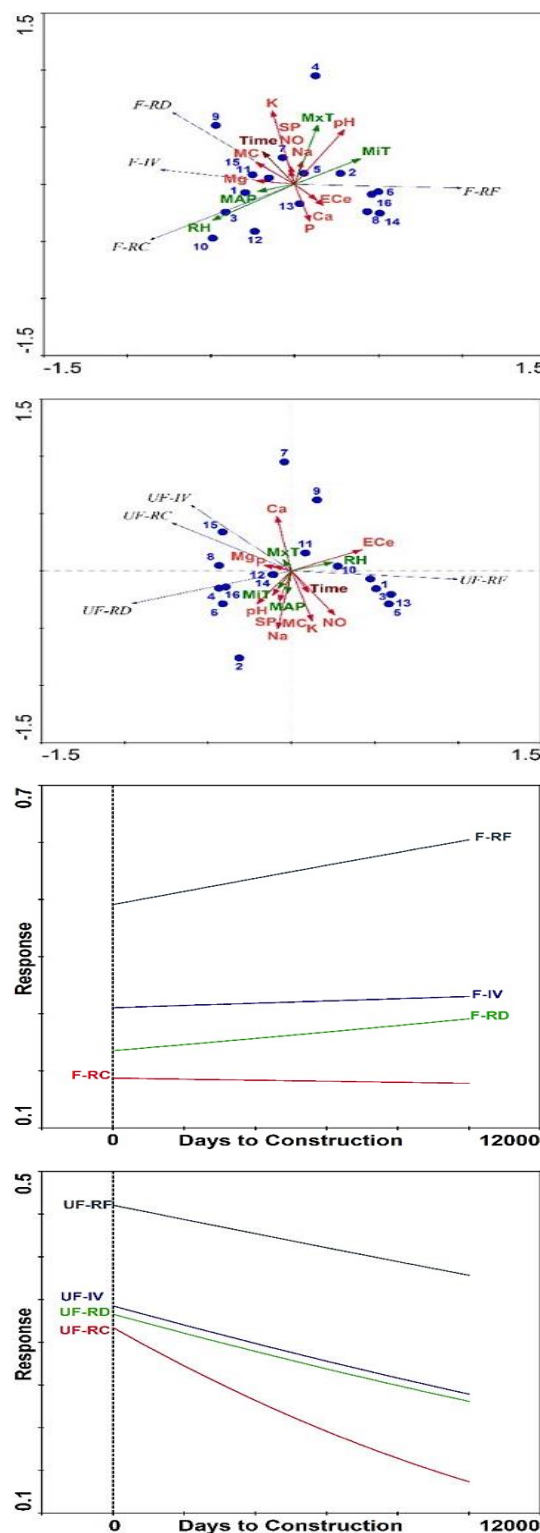 1.5
4
K
F-RD
9
SP
MxT
pH
NO
Time
7
Na
MiT
15
MC
F-IV
11
5
2
Mg
1
6
F-RF
MAP
16
13
ECe
3
8
14
RH
Ca
F-RC
10
12
P
-1.5
-1.5
1.5
1.5
7
UF-IV
9
Ca
UF-RC
15
ECe
11
MxT
Mg
P
RH
8
10
12
1
UF-RF
14
Time
4
16
MiT
3
13
UF-RD
6
pH
MAP
5
SP
MC
NO
Na
K
2
-1.5
-1.5
1.5
0.7
F-RF
Response
F-IV
F-RD
F-RC
0.1
0
Days to Construction
12000
0.5
UF-RF
Response
UF-IV
UF-RD
UF-RC
0.1
0
Days to Construction
12000